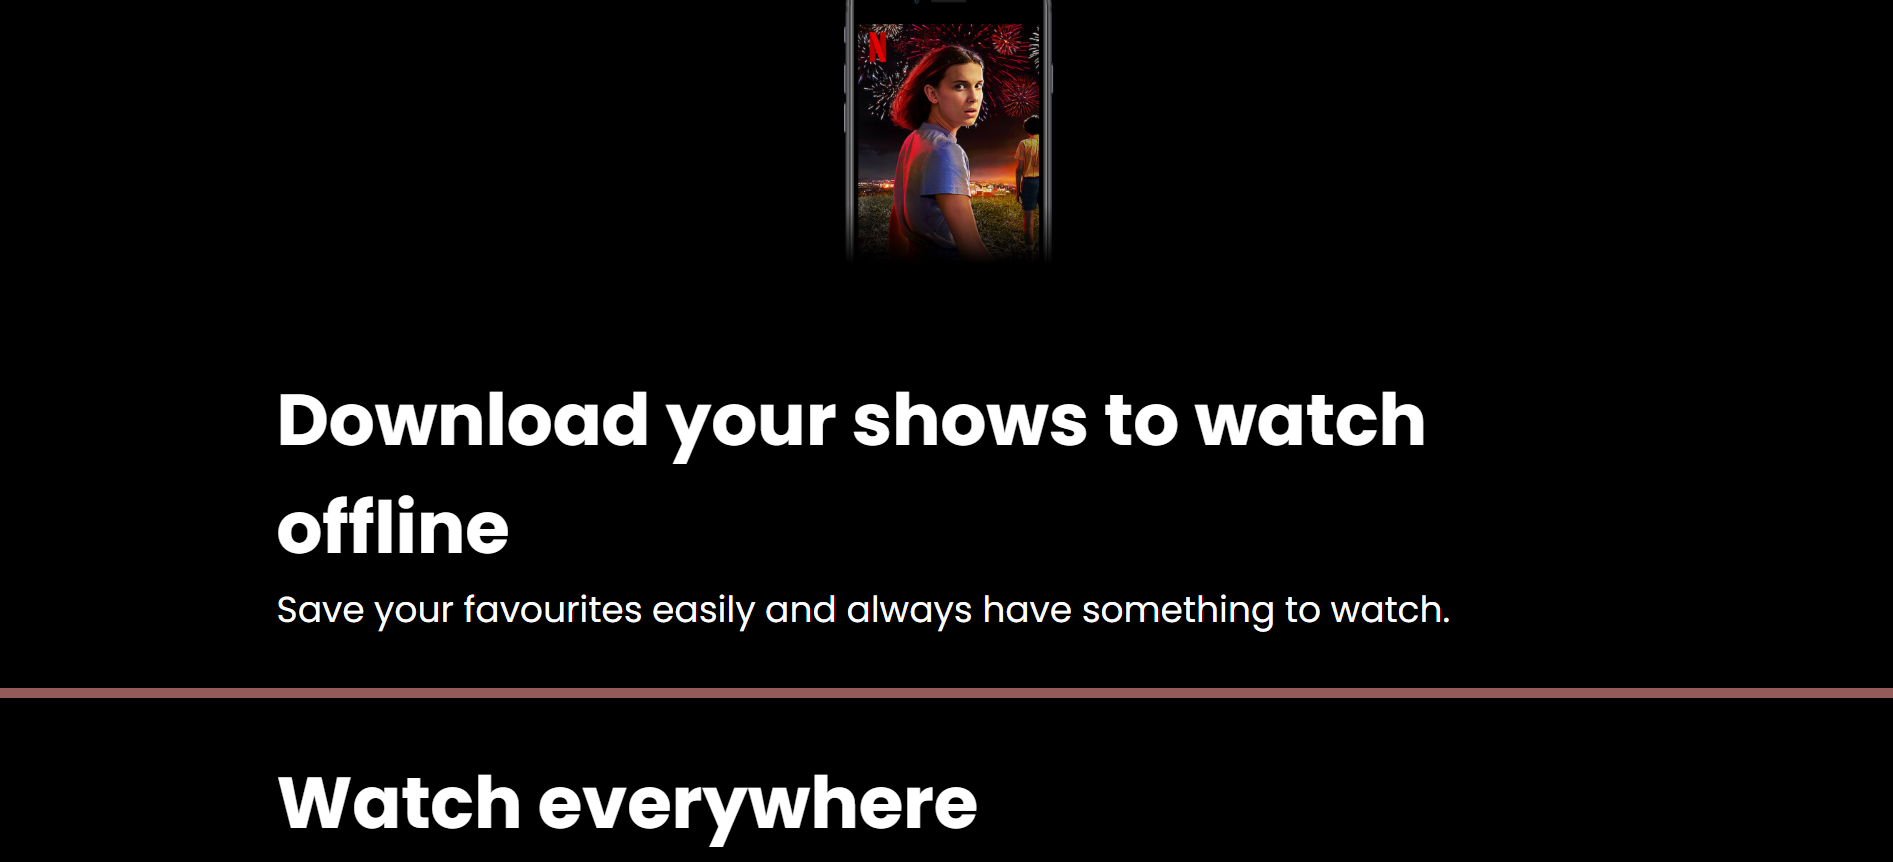 N
Download your shows to watch
offline
Save your favourites easily and always have something to watch.
Watch everywhere